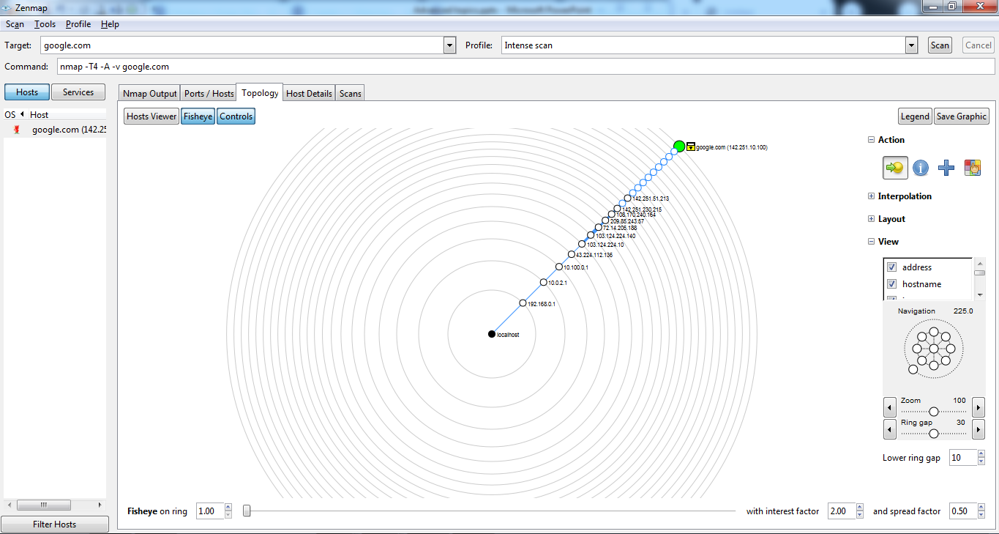 Zenmap
Scan Tools Profile Help
Target: google.com Profile: Intense scan Scan Cancel
Command: nmap -T4 -A -v google.com
Hosts Services
Nmap Output Ports / Hosts Topology Host Details Scans
OS Host
google.com (142.25
Hosts Viewer Fisheye Controls
Legend Save Graphic
google.com (142.251.10.100)
142.251.51.213
142.251.230.215
108.170.240.164
209.85.243.57
72.14.205.188
103.124.224.140
103.124.224.10
43.224.112.136
10.100.0.1
10.0.2.1
192.168.0.1
localhost
Action
Interpolation
Layout
View
address
hostname
Navigation 225.0
Zoom 100
Ring gap 30
Lower ring gap 10
Filter Hosts
Fisheye on ring 1.00 with interest factor 2.00 and spread factor 0.50